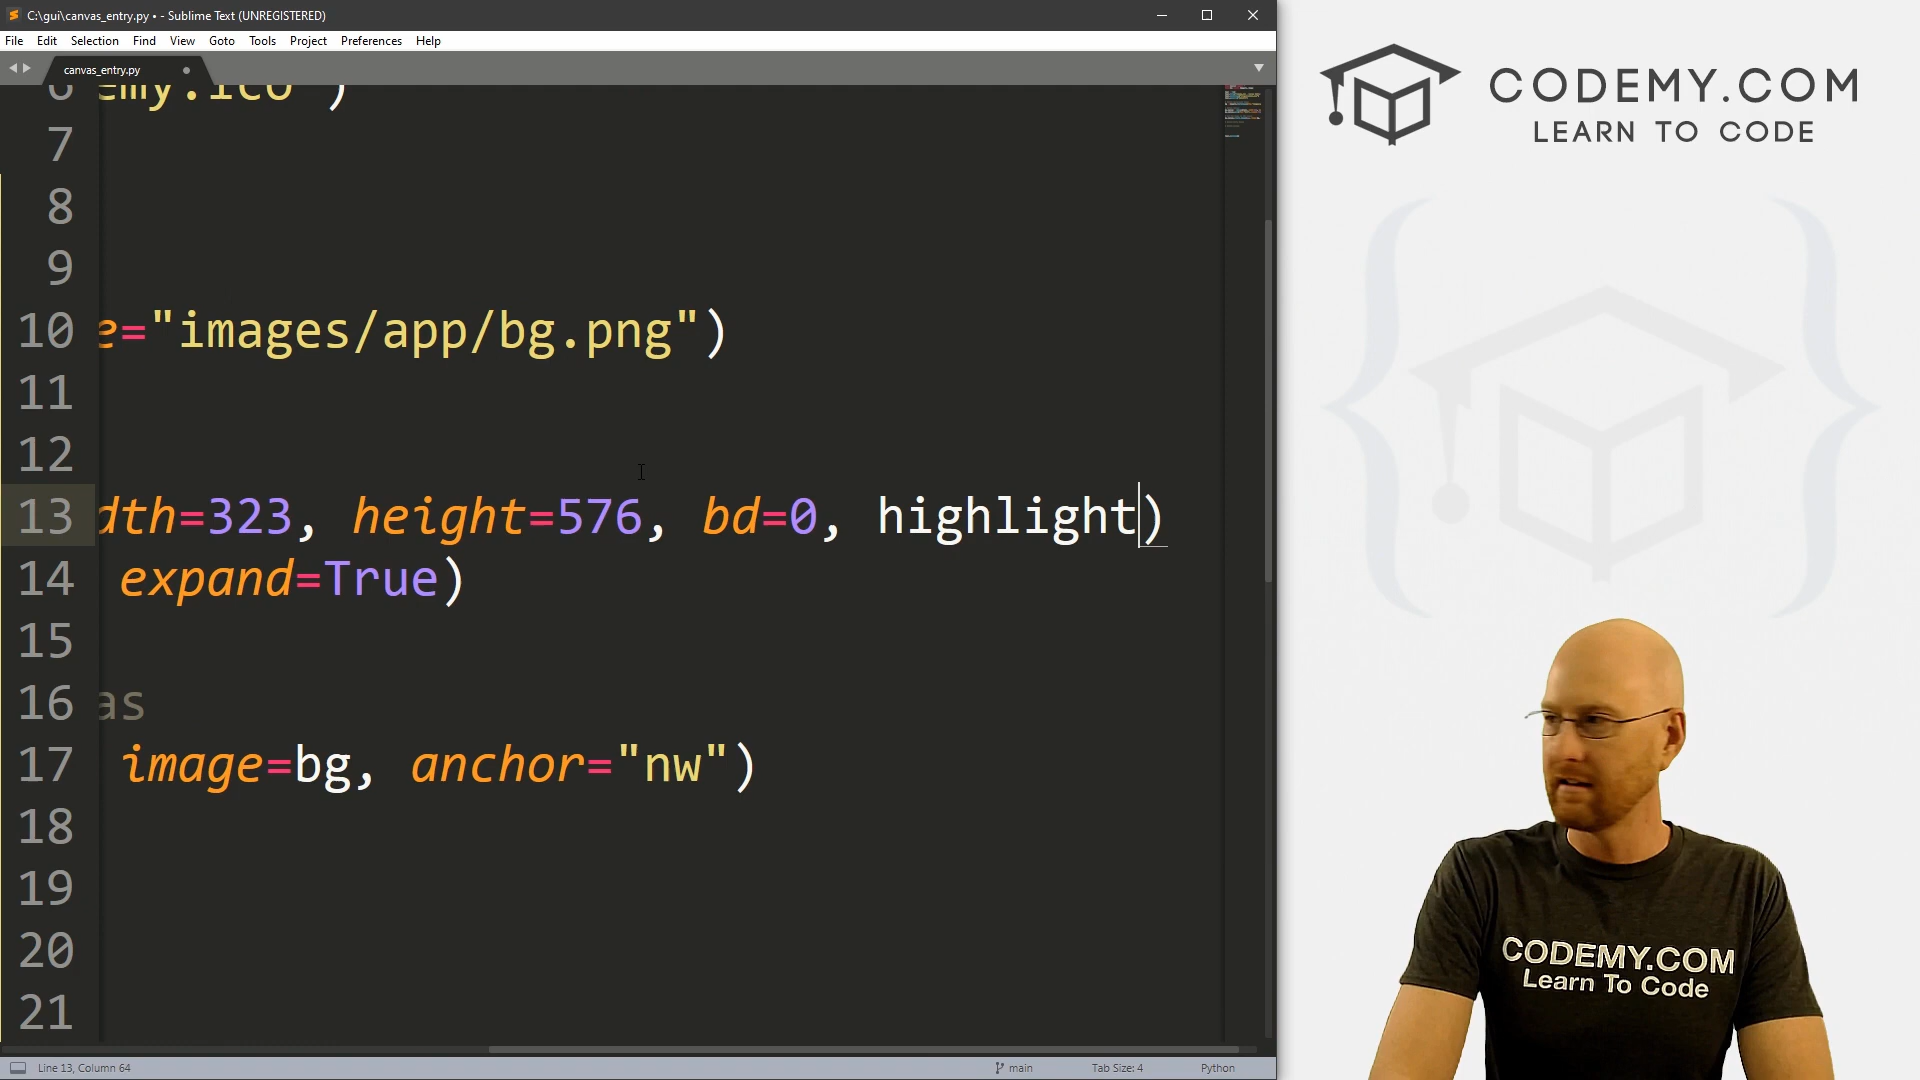 C:\gui\canvas_entry.py • - Sublime Text (UNREGISTERED)
File Edit Selection Find View Goto Tools Project Preferences Help
canvas_entry.py
6 emy.ico')
7
8
9
10 e="images/app/bg.png")
11
12
13 dth=323, height=576, bd=0, highlight)
14 expand=True)
15
16 as
17 image=bg, anchor="nw")
18
19
20
21
Line 13, Column 64 main Tab Size: 4 Python
CODEMY.COM
LEARN TO CODE
CODEMY.COM
Learn To Code